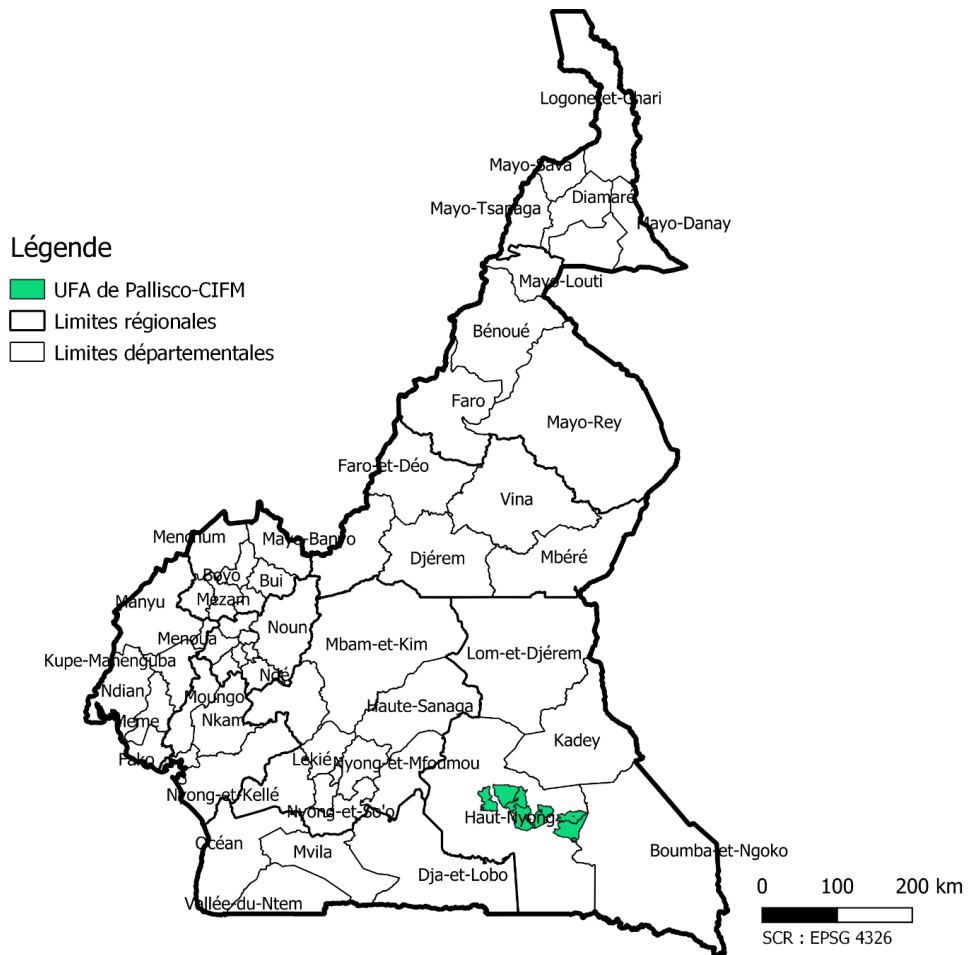 Logone-et-Chari
Mayo-Sava
Diamaré
Mayo-Tsanaga
Mayo-Danay
Légende
Mayo-Louti
UFA de Pallisco-CIFM
Limites régionales
Bénoué
Limites départementales
Faro
Mayo-Rey
Faro-et-Déo
Vina
Menchum
Mayo-Banyo
Djérem
Mbéré
Boyo
Bui
Manyu
Mezam
Noun
Menoua
Mbam-et-Kim
Lom-et-Djérem
Kupe-Manenguba
Ndé
Ndian
Moungo
Haute-Sanaga
Meme
Nkam
Kadey
Fako
Lekié
Nyong-et-Mfoumou
Nyong-et-Kellé
Nyong-et-So'o
Haut-Nyong
Océan
Mvila
Boumba-et-Ngoko
Dja-et-Lobo
0 100 200 km
Vallée-du-Ntem
SCR : EPSG 4326